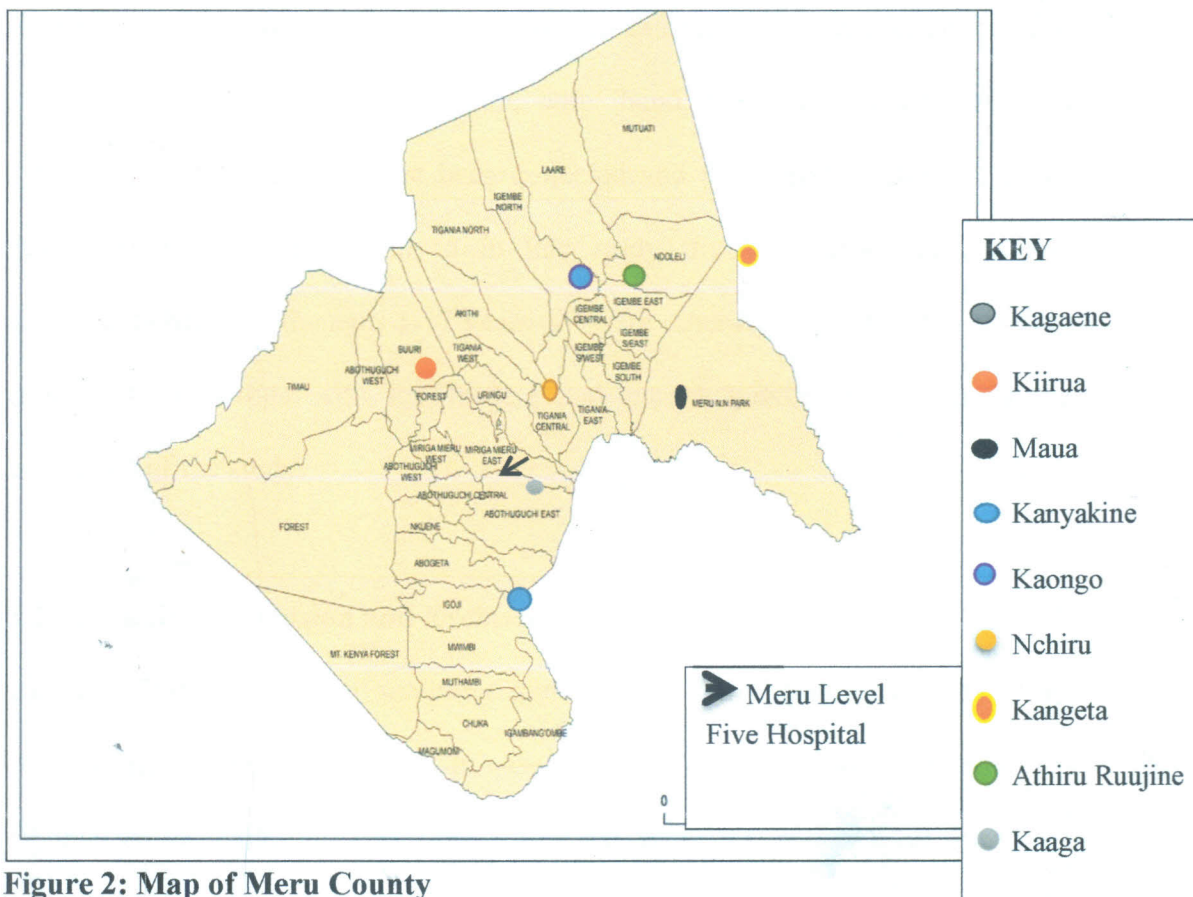 MUTUATI
LAARE
IGEMBE
NORTH
TIGANIA NORTH
NDOLELI
IGEMBE EAST
IGEMBE
CENTRAL
AKITHI
IGEMBE
S/EAST
IGEMBE
S/WEST
BUURI
TIGANIA
WEST
ABOTHUGUCHI
WEST
IGEMBE
SOUTH
TIMAU
FOREST
URINGU
MERU N.N PARK
TIGANIA
CENTRAL
TIGANIA
EAST
MIRIGA MIERU
WEST
MIRIGA MIERU
EAST
ABOTHUGUCHI
WEST
ABOTHUGUCHI CENTRAL
ABOTHUGUCHI EAST
FOREST
NKUENE
ABOGETA
IGOJI
MWIMBI
MT. KENYA FOREST
MUTHAMBI
CHUKA
IGAMBANG'OMBE
MAGUMONI
KEY
Kagaene
Kiirua
Maua
Kanyakine
Kaongo
Nchiru
Kangeta
Athiru Ruujine
Kaaga
Meru Level
Five Hospital
0
Figure 2: Map of Meru County